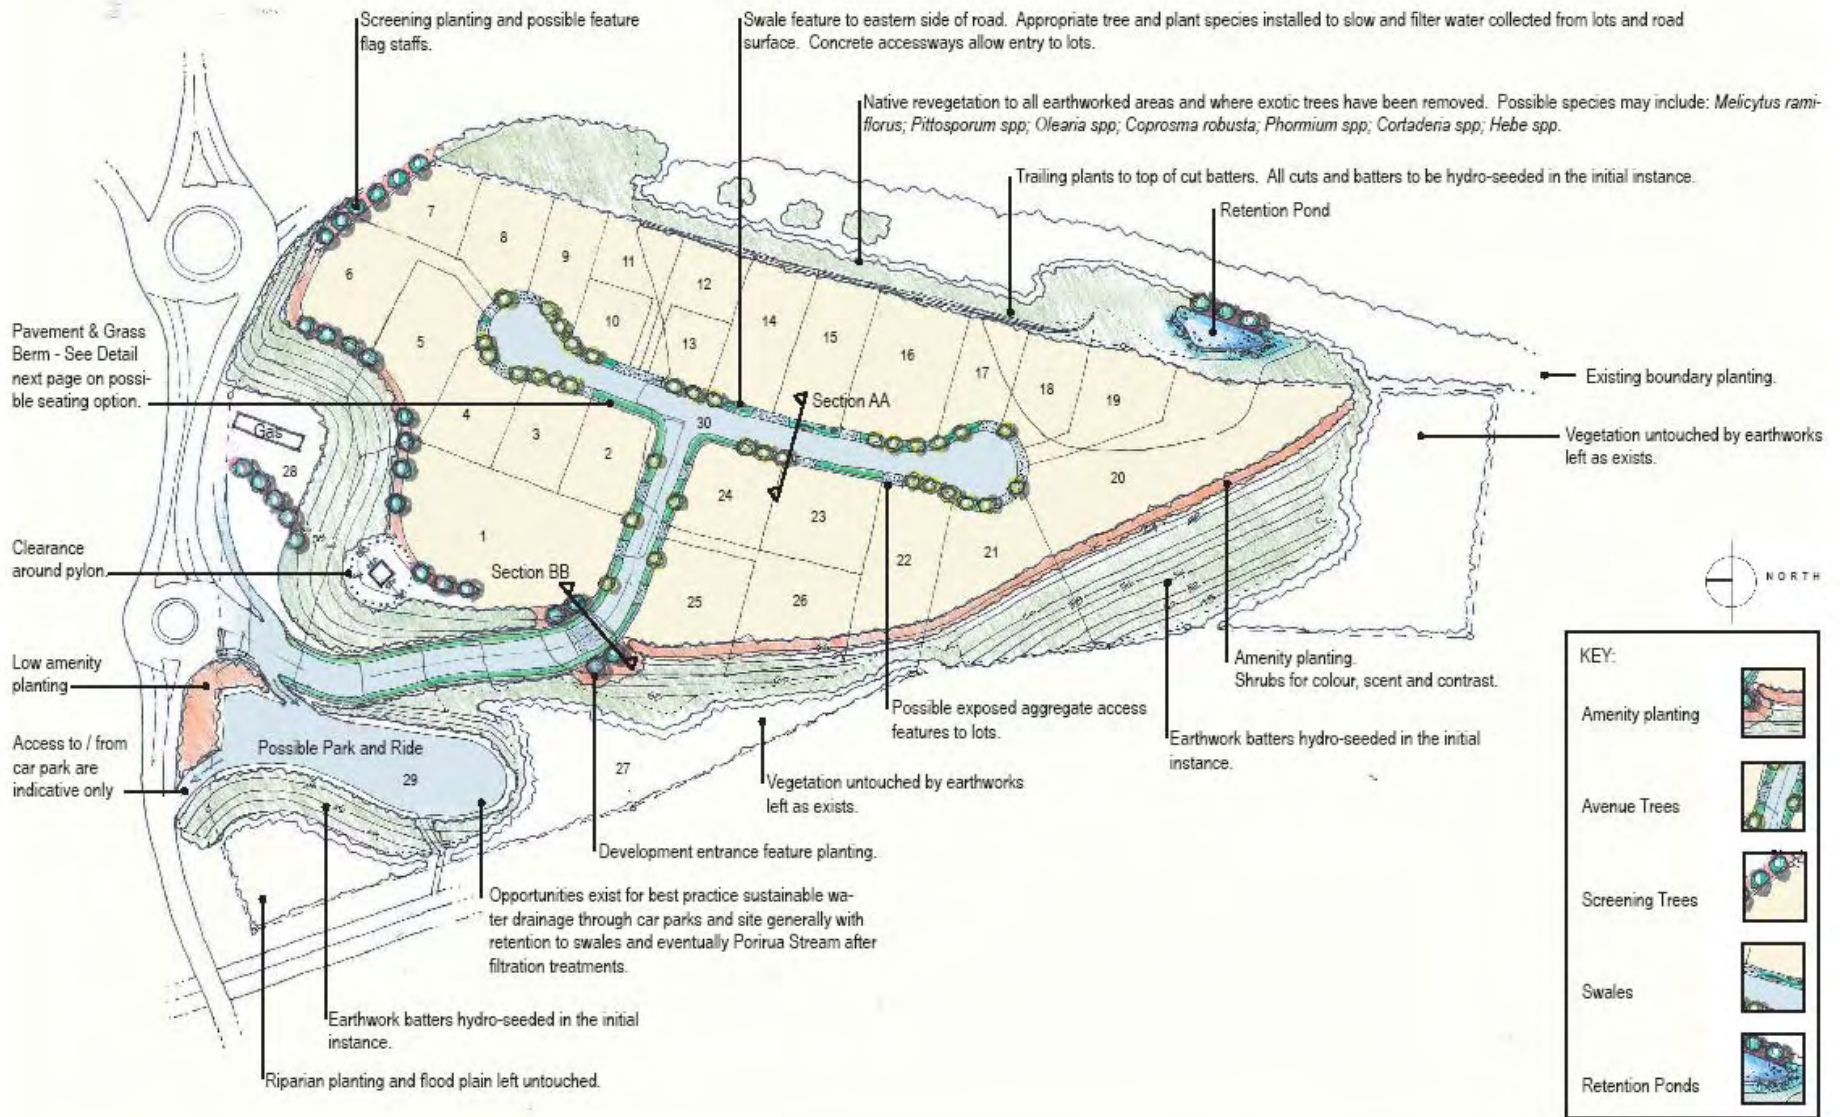 Screening planting and possible feature
flag staffs.
Swale feature to eastern side of road. Appropriate tree and plant species installed to slow and filter water collected from lots and road
surface. Concrete accessways allow entry to lots.
Native revegetation to all earthworked areas and where exotic trees have been removed. Possible species may include: Melicytus rami-
florus; Pittosporum spp; Olearia spp; Coprosma robusta; Phormium spp; Cortaderia spp; Hebe spp.
Trailing plants to top of cut batters. All cuts and batters to be hydro-seeded in the initial instance.
Retention Pond
7
8
9
11
12
6
10
13
14
15
16
5
17
18
19
Pavement & Grass
Berm - See Detail
next page on possi-
ble seating option.
Existing boundary planting.
Section AA
4
3
2
30
Gas
28
Vegetation untouched by earthworks
left as exists.
24
23
20
1
22
21
Clearance
around pylon.
Section BB
25
26
NORTH
Low amenity
planting
Amenity planting.
Shrubs for colour, scent and contrast.
Possible exposed aggregate access
features to lots.
Earthwork batters hydro-seeded in the initial
instance.
Access to / from
car park are
indicative only
Possible Park and Ride
29
27
Vegetation untouched by earthworks
left as exists.
Development entrance feature planting.
Opportunities exist for best practice sustainable wa-
ter drainage through car parks and site generally with
retention to swales and eventually Porirua Stream after
filtration treatments.
Earthwork batters hydro-seeded in the initial
instance.
Riparian planting and flood plain left untouched.
KEY:
Amenity planting
Avenue Trees
Screening Trees
Swales
Retention Ponds